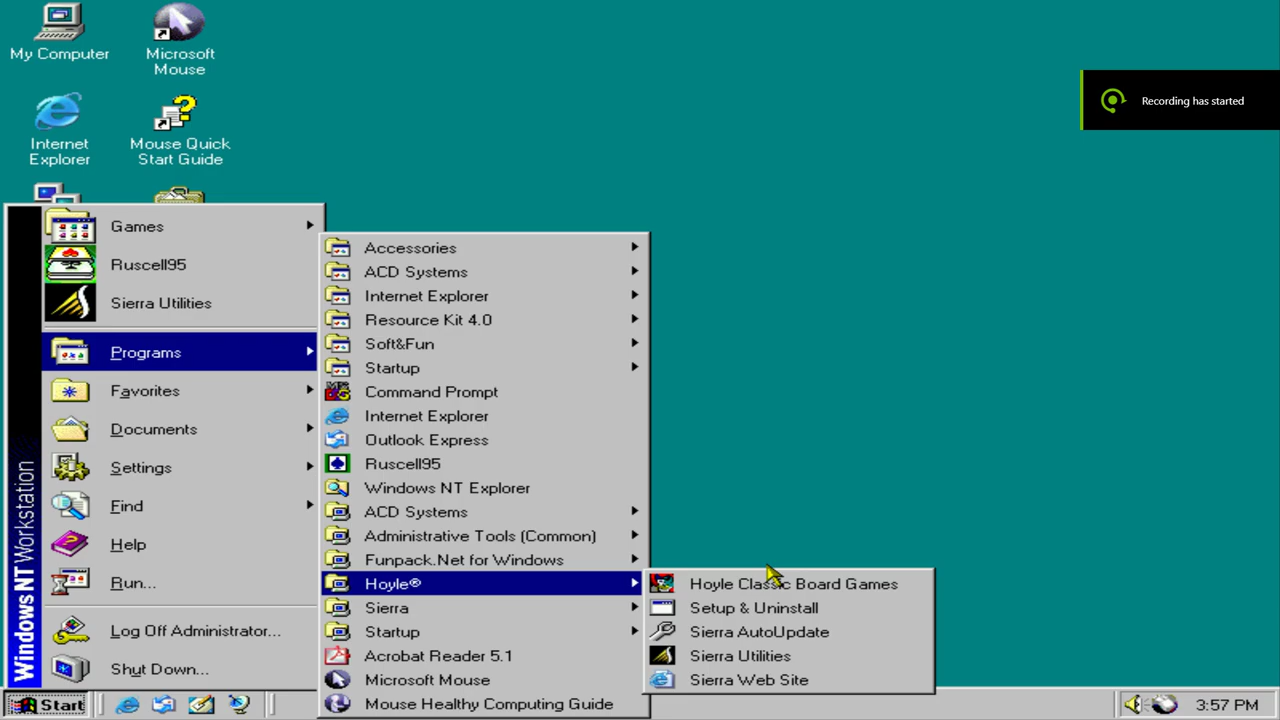 My Computer
Microsoft
Mouse
Internet
Explorer
Mouse Quick
Start Guide
Recording has started
Games
Ruscell95
Sierra Utilities
Programs
Favorites
Documents
Settings
Find
Help
Run...
Log Off Administrator...
Shut Down...
Windows NT Workstation
Accessories
ACD Systems
Internet Explorer
Resource Kit 4.0
Soft&Fun
Startup
Command Prompt
Internet Explorer
Outlook Express
Ruscell95
Windows NT Explorer
ACD Systems
Administrative Tools (Common)
Funpack.Net for Windows
Hoyle®
Sierra
Startup
Acrobat Reader 5.1
Microsoft Mouse
Mouse Healthy Computing Guide
Hoyle Classic Board Games
Setup & Uninstall
Sierra AutoUpdate
Sierra Utilities
Sierra Web Site
Start
3:57 PM